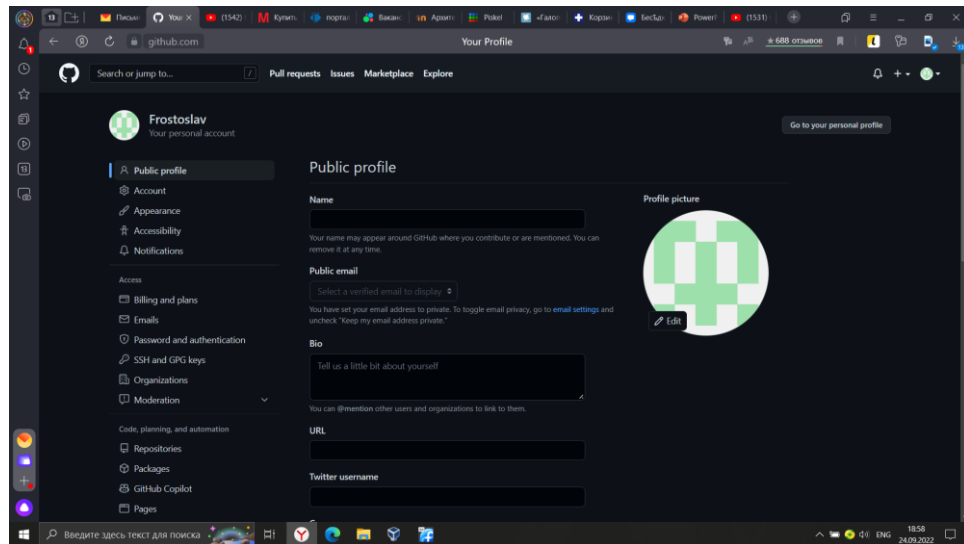 13
Письм
Your
(1542)
Купить
портал
Ваканс
Архите
Piskel
«Галоп
Корзин
БесЕдк
Power
(1531)
github.com
Your Profile
★ 688 отзывов
Search or jump to...
/
Pull requests Issues Marketplace Explore
Frostoslav
Your personal account
Go to your personal profile
Public profile
Account
Appearance
Accessibility
Notifications
Access
Billing and plans
Emails
Password and authentication
SSH and GPG keys
Organizations
Moderation
Code, planning, and automation
Repositories
Packages
GitHub Copilot
Pages
Public profile
Name
Your name may appear around GitHub where you contribute or are mentioned. You can
remove it at any time.
Public email
Select a verified email to display
You have set your email address to private. To toggle email privacy, go to email settings and
uncheck "Keep my email address private."
Bio
Tell us a little bit about yourself
You can @mention other users and organizations to link to them.
URL
Twitter username
Profile picture
Edit
Введите здесь текст для поиска
ENG
18:58
24.09.2022